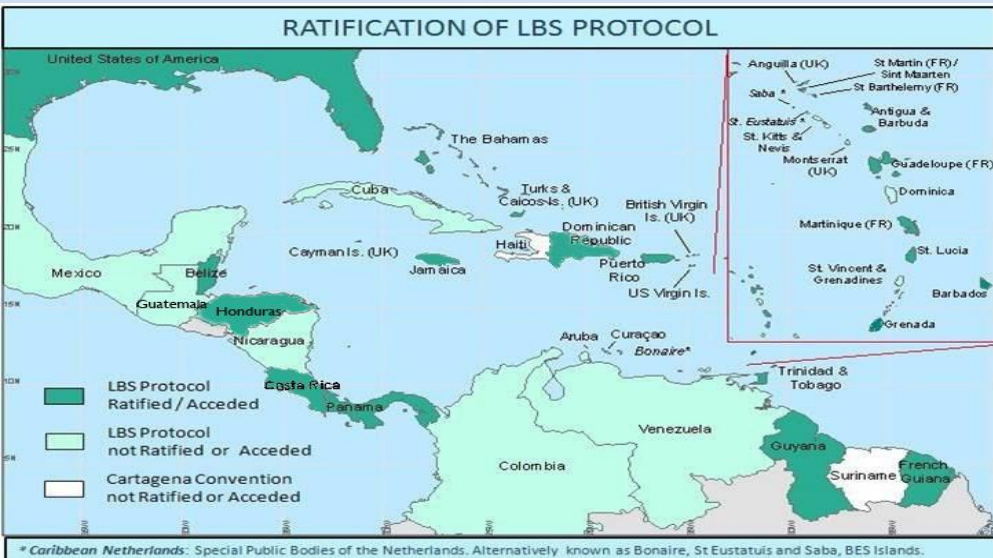 RATIFICATION OF LBS PROTOCOL
United States of America
The Bahamas
Cuba
Turks &
Caicos Is. (UK)
British Virgin
Is. (UK)
Cayman Is. (UK)
Haiti
Dominican
Republic
Jamaica
Puerto
Rico
US Virgin Is.
Mexico
Belize
Guatemala
Honduras
Nicaragua
Costa Rica
Panama
Aruba
Curaçao
Bonaire*
Trinidad &
Tobago
Venezuela
Colombia
Guyana
Suriname
French
Guiana
Anguilla (UK)
St Martin (FR) /
Sint Maarten
St Barthelemy (FR)
Saba *
St. Eustatius *
St. Kitts &
Nevis
Antigua &
Barbuda
Montserrat
(UK)
Guadeloupe (FR)
Dominica
Martinique (FR)
St. Lucia
St. Vincent &
Grenadines
Barbados
Grenada
25N
20N
15N
10N
5N
LBS Protocol
Ratified / Acceded
LBS Protocol
not Ratified or Acceded
Cartagena Convention
not Ratified or Acceded
* Caribbean Netherlands: Special Public Bodies of the Netherlands. Alternatively known as Bonaire, St Eustatuis and Saba, BES Islands.